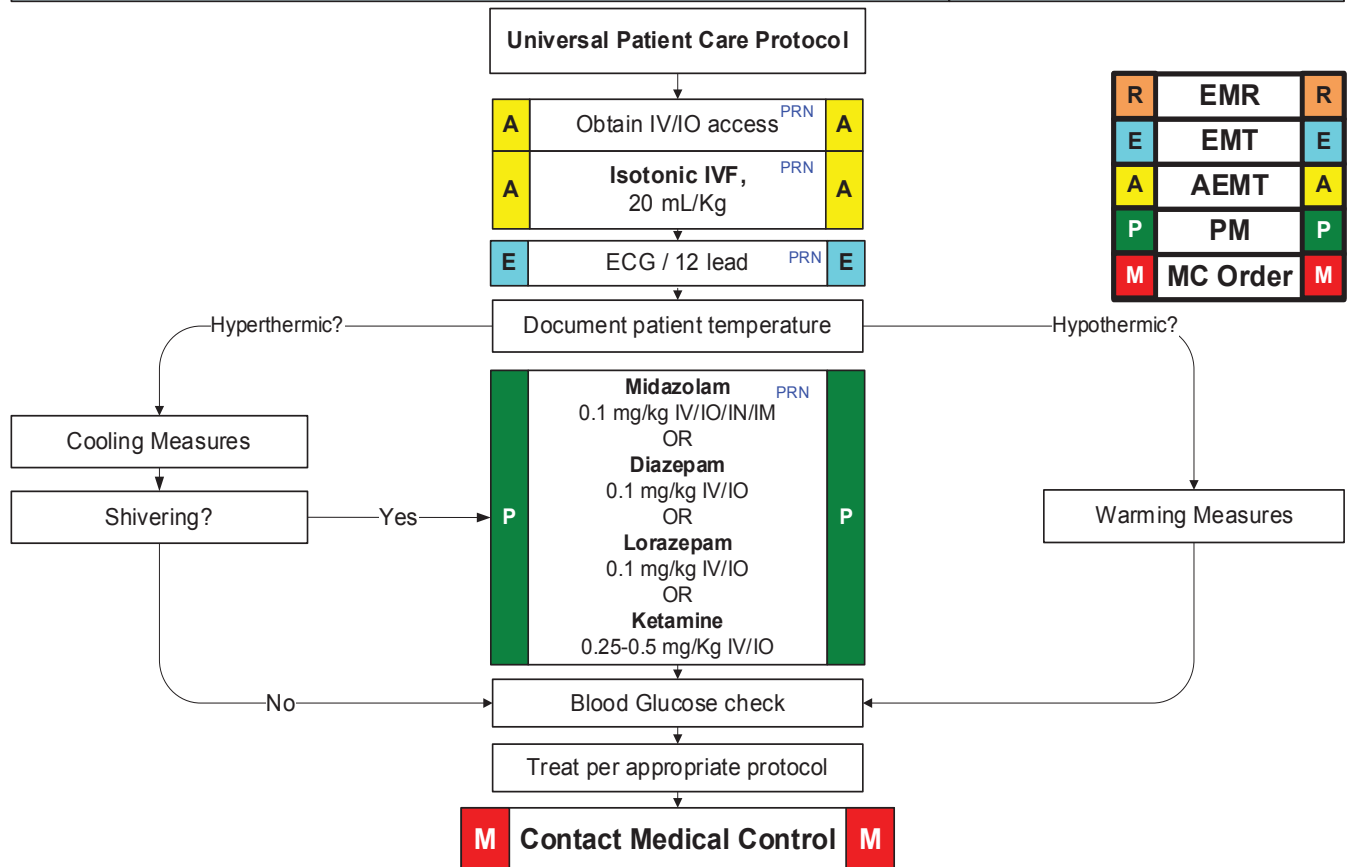 Universal Patient Care Protocol
R EMR R
E EMT E
A AEMT A
P PM P
M MC Order M
A Obtain IV/IO access PRN A
A Isotonic IVF, PRN A
20 mL/Kg
E ECG / 12 lead PRN E
Hyperthermic?
Document patient temperature
Hypothermic?
Cooling Measures
Shivering?
Yes
P
Midazolam PRN
0.1 mg/kg IV/IO/IN/IM
OR
Diazepam
0.1 mg/kg IV/IO
OR
Lorazepam
0.1 mg/kg IV/IO
OR
Ketamine
0.25-0.5 mg/Kg IV/IO
P
Warming Measures
No
Blood Glucose check
Treat per appropriate protocol
M Contact Medical Control M